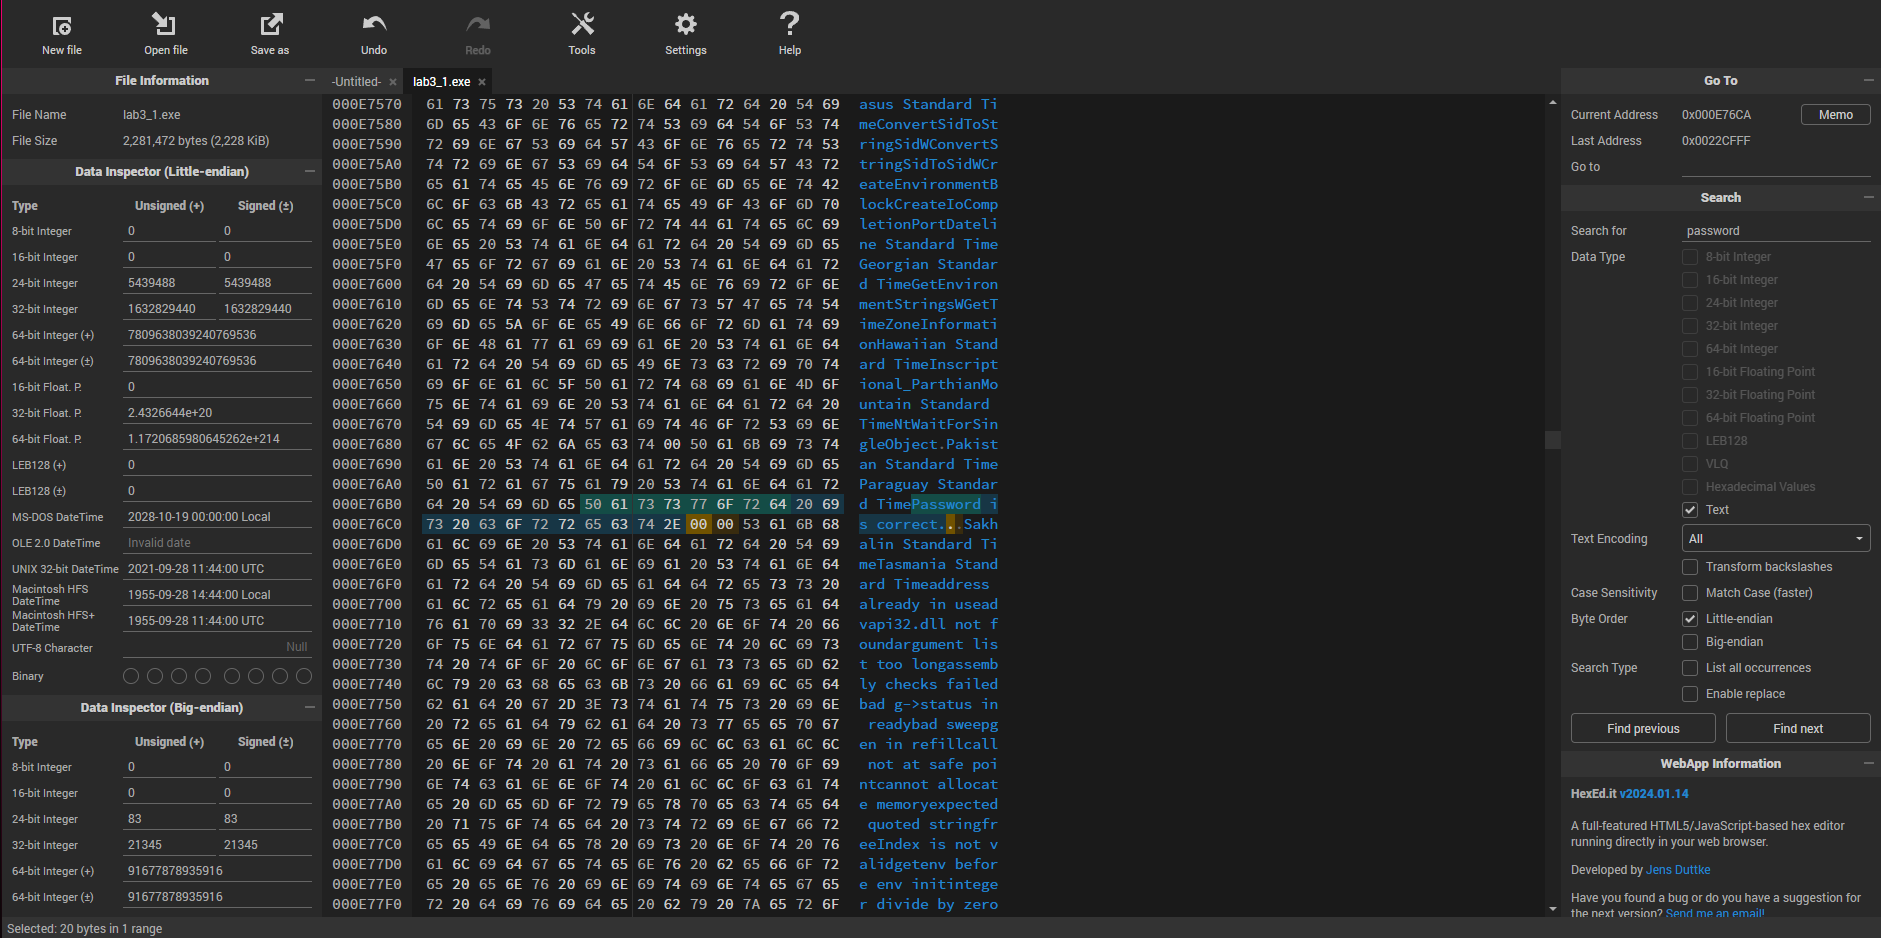 New file Open file Save as Undo Redo Tools Settings Help
File Information
File Name lab3_1.exe
File Size 2,281,472 bytes (2,228 KiB)
Data Inspector (Little-endian)
Type Unsigned (+) Signed (±)
8-bit Integer 0 0
16-bit Integer 0 0
24-bit Integer 5439488 5439488
32-bit Integer 1632829440 1632829440
64-bit Integer (+) 7809638039240769536
64-bit Integer (±) 7809638039240769536
16-bit Float. P. 0
32-bit Float. P. 2.4326644e+20
64-bit Float. P. 1.1720685980645262e+214
LEB128 (+) 0
LEB128 (±) 0
MS-DOS DateTime 2028-10-19 00:00:00 Local
OLE 2.0 DateTime Invalid date
UNIX 32-bit DateTime 2021-09-28 11:44:00 UTC
Macintosh HFS DateTime 1955-09-28 14:44:00 Local
Macintosh HFS+ DateTime 1955-09-28 11:44:00 UTC
UTF-8 Character Null
Binary
Data Inspector (Big-endian)
Type Unsigned (+) Signed (±)
8-bit Integer 0 0
16-bit Integer 0 0
24-bit Integer 83 83
32-bit Integer 21345 21345
64-bit Integer (+) 91677878935916
64-bit Integer (±) 91677878935916
Selected: 20 bytes in 1 range
-Untitled- × lab3_1.exe ×
000E7570 61 73 75 73 20 53 74 61 6E 64 61 72 64 20 54 69 asus Standard Ti
000E7580 6D 65 43 6F 6E 76 65 72 74 53 69 64 54 6F 53 74 meConvertSidToSt
000E7590 72 69 6E 67 53 69 64 57 43 6F 6E 76 65 72 74 53 ringSidWConvertS
000E75A0 74 72 69 6E 67 53 69 64 54 6F 53 69 64 57 43 72 tringSidToSidWCr
000E75B0 65 61 74 65 45 6E 76 69 72 6F 6E 6D 65 6E 74 42 eateEnvironmentB
000E75C0 6C 6F 63 6B 43 72 65 61 74 65 49 6F 43 6F 6D 70 lockCreateIoComp
000E75D0 6C 65 74 69 6F 6E 50 6F 72 74 44 61 74 65 6C 69 letionPortDateli
000E75E0 6E 65 20 53 74 61 6E 64 61 72 64 20 54 69 6D 65 ne Standard Time
000E75F0 47 65 6F 72 67 69 61 6E 20 53 74 61 6E 64 61 72 Georgian Standar
000E7600 64 20 54 69 6D 65 47 65 74 45 6E 76 69 72 6F 6E d TimeGetEnviron
000E7610 6D 65 6E 74 53 74 72 69 6E 67 73 57 47 65 74 54 mentStringsWGetT
000E7620 69 6D 65 5A 6F 6E 65 49 6E 66 6F 72 6D 61 74 69 imeZoneInformati
000E7630 6F 6E 48 61 77 61 69 69 61 6E 20 53 74 61 6E 64 onHawaiian Stand
000E7640 61 72 64 20 54 69 6D 65 49 6E 73 63 72 69 70 74 ard TimeInscript
000E7650 69 6F 6E 61 6C 5F 50 61 72 74 68 69 61 6E 4D 6F ional_ParthianMo
000E7660 75 6E 74 61 69 6E 20 53 74 61 6E 64 61 72 64 20 untain Standard
000E7670 54 69 6D 65 4E 74 57 61 69 74 46 6F 72 53 69 6E TimeNtWaitForSin
000E7680 67 6C 65 4F 62 6A 65 63 74 00 50 61 6B 69 73 74 gleObject.Pakist
000E7690 61 6E 20 53 74 61 6E 64 61 72 64 20 54 69 6D 65 an Standard Time
000E76A0 50 61 72 61 67 75 61 79 20 53 74 61 6E 64 61 72 Paraguay Standar
000E76B0 64 20 54 69 6D 65 50 61 73 73 77 6F 72 64 20 69 d TimePassword i
000E76C0 73 20 63 6F 72 72 65 63 74 2E 00 00 53 61 6B 68 s correct...Sakh
000E76D0 61 6C 69 6E 20 53 74 61 6E 64 61 72 64 20 54 69 alin Standard Ti
000E76E0 6D 65 54 61 73 6D 61 6E 69 61 20 53 74 61 6E 64 meTasmania Stand
000E76F0 61 72 64 20 54 69 6D 65 61 64 64 72 65 73 73 20 ard Timeaddress
000E7700 61 6C 72 65 61 64 79 20 69 6E 20 75 73 65 61 64 already in usead
000E7710 76 61 70 69 33 32 2E 64 6C 6C 20 6E 6F 74 20 66 vapi32.dll not f
000E7720 6F 75 6E 64 61 72 67 75 6D 65 6E 74 20 6C 69 73 oundargument lis
000E7730 74 20 74 6F 6F 20 6C 6F 6E 67 61 73 73 65 6D 62 t too longassemb
000E7740 6C 79 20 63 68 65 63 6B 73 20 66 61 69 6C 65 64 ly checks failed
000E7750 62 61 64 20 67 2D 3E 73 74 61 74 75 73 20 69 6E bad g->status in
000E7760 20 72 65 61 64 79 62 61 64 20 73 77 65 65 70 67 readybad sweepg
000E7770 65 6E 20 69 6E 20 72 65 66 69 6C 6C 63 61 6C 6C en in refillcall
000E7780 20 6E 6F 74 20 61 74 20 73 61 66 65 20 70 6F 69 not at safe poi
000E7790 6E 74 63 61 6E 6E 6F 74 20 61 6C 6C 6F 63 61 74 ntcannot allocat
000E77A0 65 20 6D 65 6D 6F 72 79 65 78 70 65 63 74 65 64 e memoryexpected
000E77B0 20 71 75 6F 74 65 64 20 73 74 72 69 6E 67 66 72 quoted stringfr
000E77C0 65 65 49 6E 64 65 78 20 69 73 20 6E 6F 74 20 76 eeIndex is not v
000E77D0 61 6C 69 64 67 65 74 65 6E 76 20 62 65 66 6F 72 alidgetenv befor
000E77E0 65 20 65 6E 76 20 69 6E 69 74 69 6E 74 65 67 65 e env initintege
000E77F0 72 20 64 69 76 69 64 65 20 62 79 20 7A 65 72 6F r divide by zero
Go To
Current Address 0x000E76CA Memo
Last Address 0x0022CFFF
Go to
Search
Search for password
Data Type 8-bit Integer
16-bit Integer
24-bit Integer
32-bit Integer
64-bit Integer
16-bit Floating Point
32-bit Floating Point
64-bit Floating Point
LEB128
VLQ
Hexadecimal Values
Text
Text Encoding All
Transform backslashes
Case Sensitivity Match Case (faster)
Byte Order Little-endian
Big-endian
Search Type List all occurrences
Enable replace
Find previous Find next
WebApp Information
HexEd.it v2024.01.14
A full-featured HTML5/JavaScript-based hex editor
running directly in your web browser.
Developed by Jens Duttke
Have you found a bug or do you have a suggestion for
the next version? Send me an email!